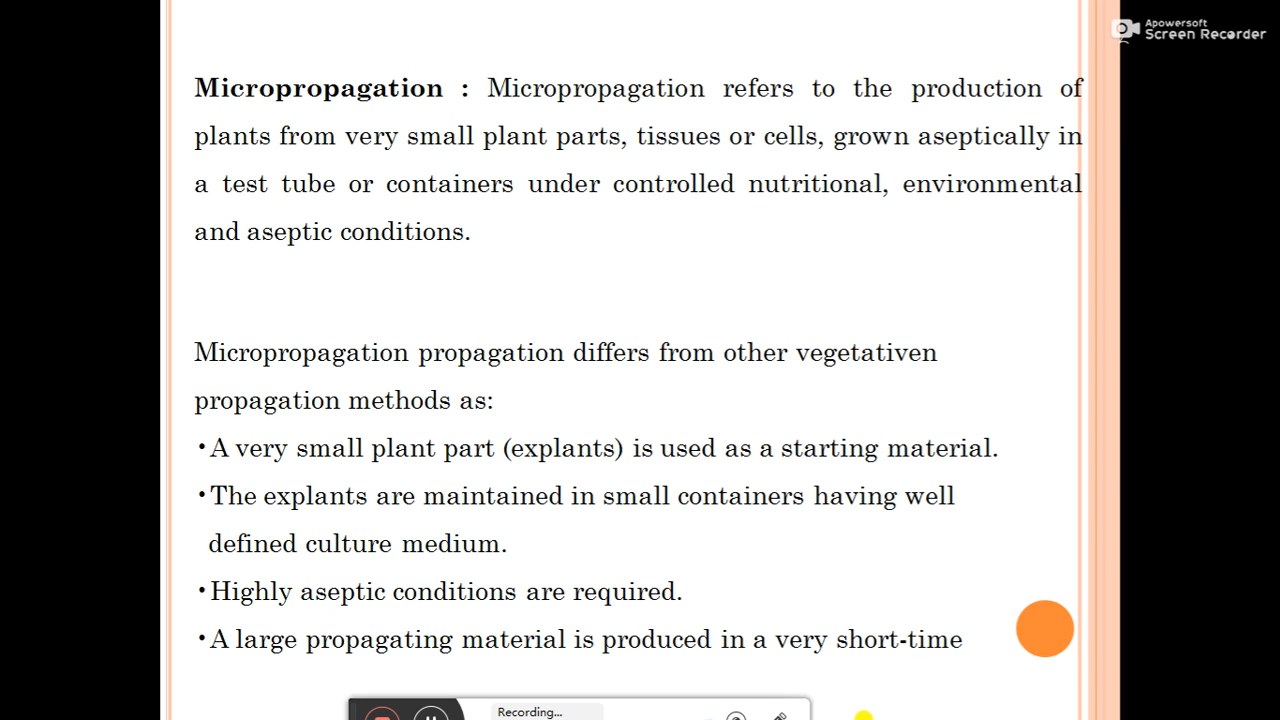 Apowersoft
Screen Recorder
Micropropagation : Micropropagation refers to the production of
plants from very small plant parts, tissues or cells, grown aseptically in
a test tube or containers under controlled nutritional, environmental
and aseptic conditions.
Micropropagation propagation differs from other vegetativen
propagation methods as:
•A very small plant part (explants) is used as a starting material.
•The explants are maintained in small containers having well
defined culture medium.
•Highly aseptic conditions are required.
•A large propagating material is produced in a very short-time
Recording...